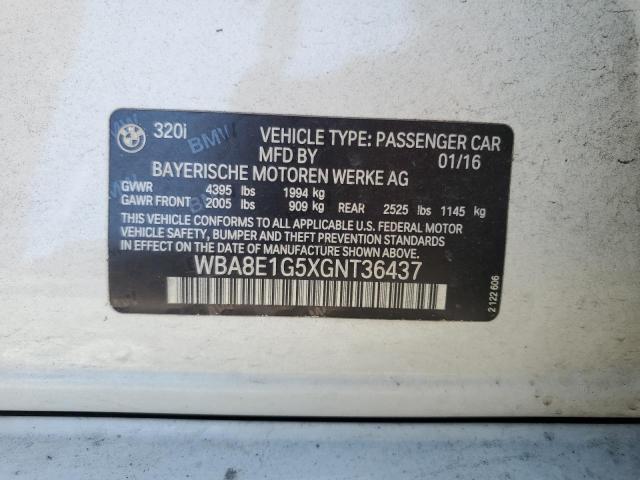 320i
VEHICLE TYPE: PASSENGER CAR
MFD BY 01/16
BAYERISCHE MOTOREN WERKE AG
GVWR 4395 lbs 1994 kg
GAWR FRONT 2005 lbs 909 kg REAR 2525 lbs 1145 kg
THIS VEHICLE CONFORMS TO ALL APPLICABLE U.S. FEDERAL MOTOR
VEHICLE SAFETY, BUMPER, AND THEFT PREVENTION STANDARDS
IN EFFECT ON THE DATE OF MANUFACTURE SHOWN ABOVE.
WBA8E1G5XGNT36437
2 122 606
BMW